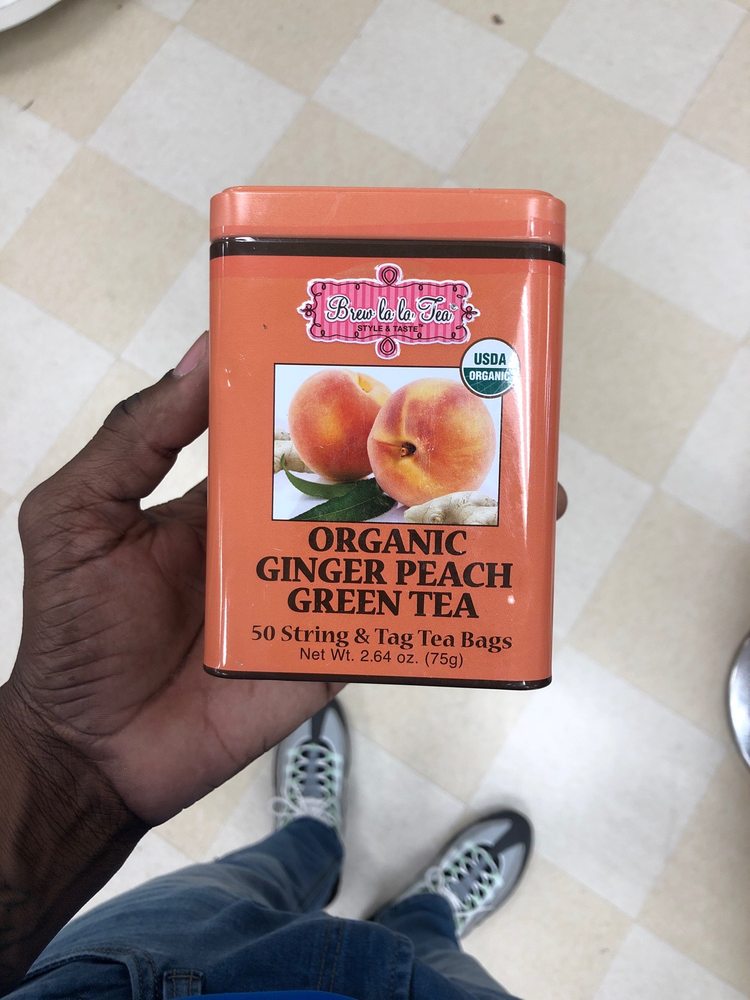 Brew la la Tea
STYLE & TASTE
USDA
ORGANIC
ORGANIC
GINGER PEACH
GREEN TEA
50 String & Tag Tea Bags
Net Wt. 2.64 oz. (75g)